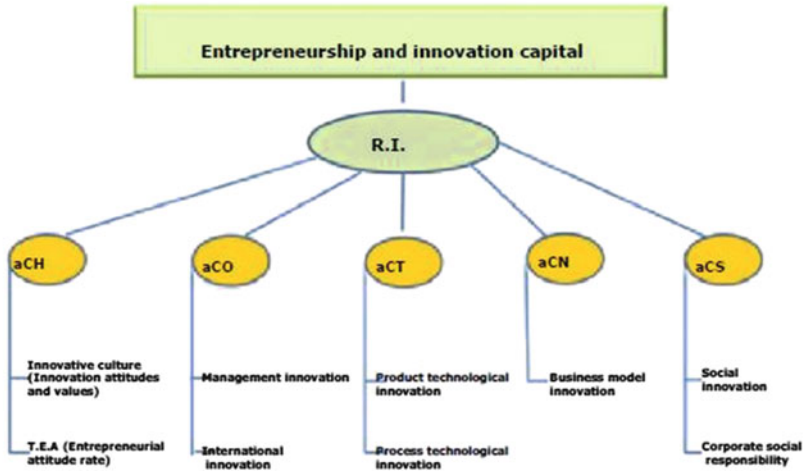 Entrepreneurship and innovation capital
R.I.
aCH
aCO
aCT
aCN
aCS
Innovative culture
(Innovation attitudes
and values)
Management innovation
Product technological
innovation
Business model
innovation
Social
innovation
T.E.A (Entrepreneurial
attitude rate)
International
innovation
Process technological
innovation
Corporate social
responsibility